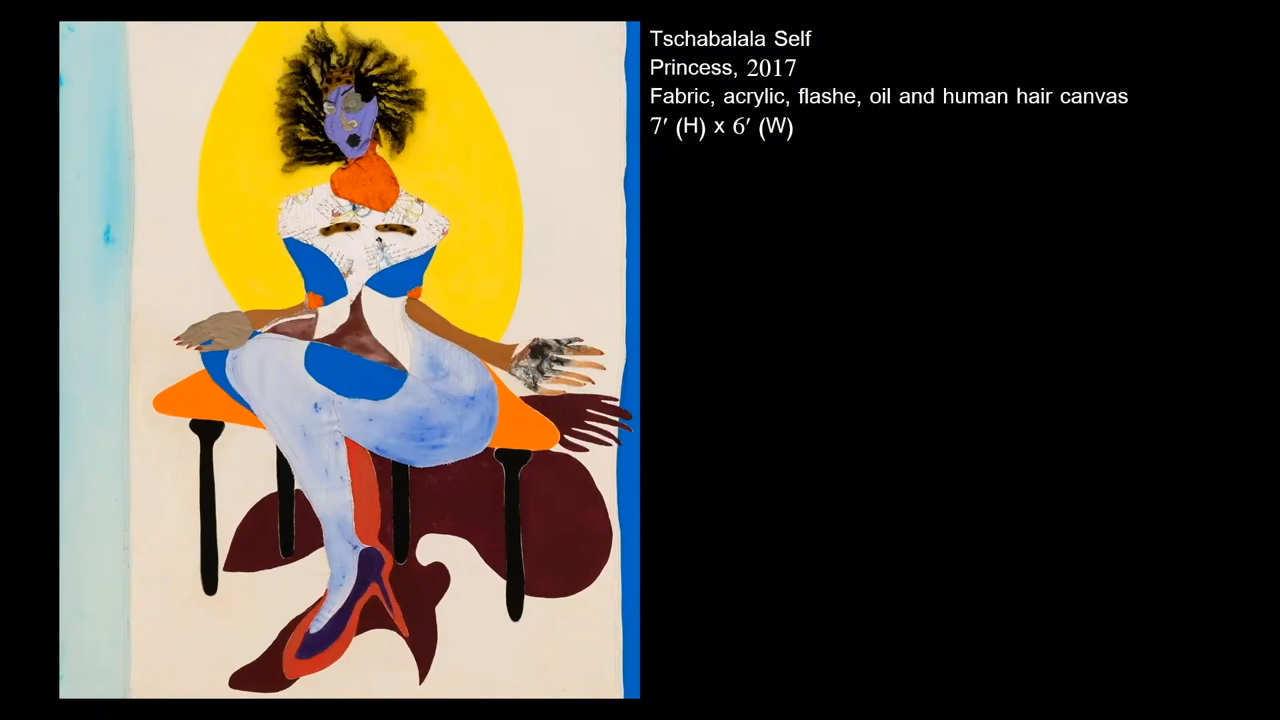 Tschabalala Self
Princess, 2017
Fabric, acrylic, flashe, oil and human hair canvas
7′ (H) x 6′ (W)